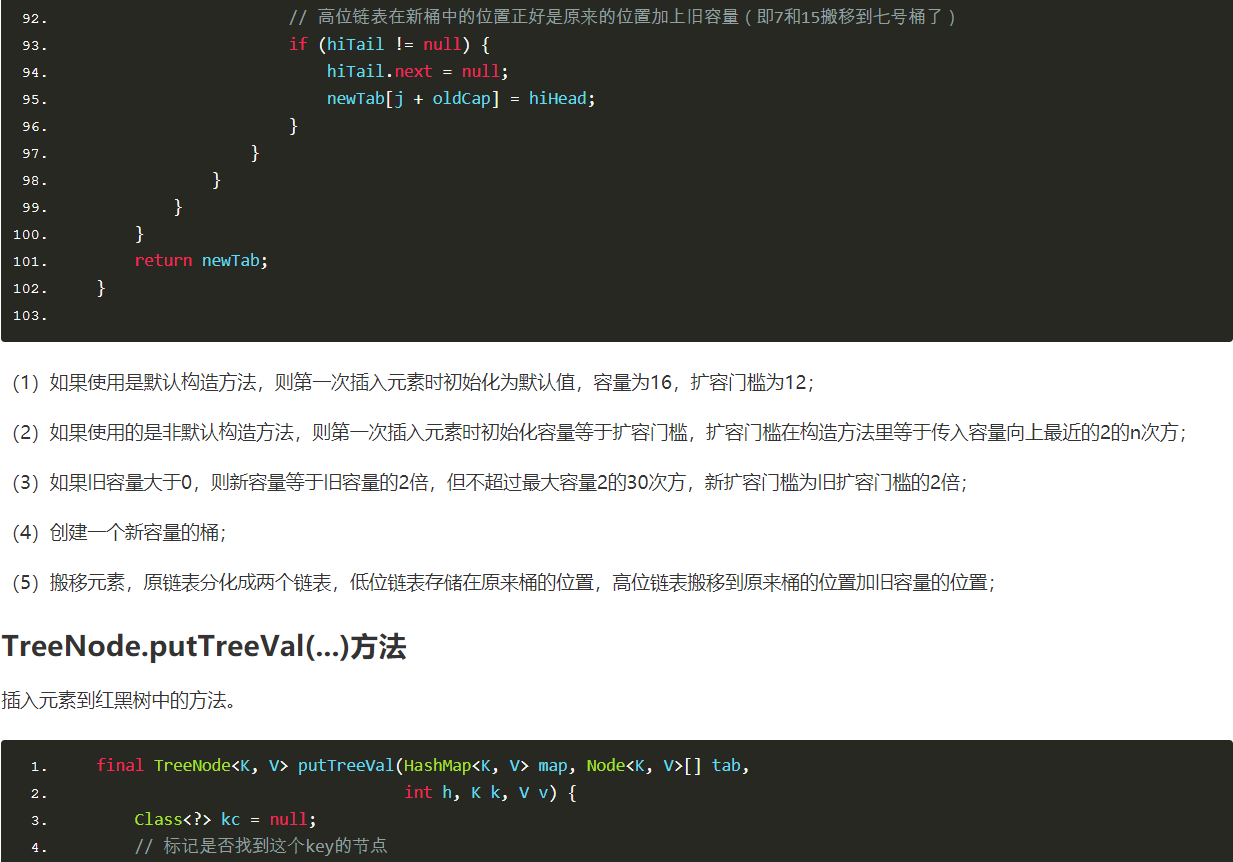 92. // 高位链表在新桶中的位置正好是原来的位置加上旧容量（即7和15搬移到七号桶了）
93. if (hiTail != null) {
94. hiTail.next = null;
95. newTab[j + oldCap] = hiHead;
96. }
97. }
98. }
99. }
100. }
101. return newTab;
102. }
103.
（1）如果使用是默认构造方法，则第一次插入元素时初始化为默认值，容量为16，扩容门槛为12；
（2）如果使用的是非默认构造方法，则第一次插入元素时初始化容量等于扩容门槛，扩容门槛在构造方法里等于传入容量向上最近的2的n次方；
（3）如果旧容量大于0，则新容量等于旧容量的2倍，但不超过最大容量2的30次方，新扩容门槛为旧扩容门槛的2倍；
（4）创建一个新容量的桶；
（5）搬移元素，原链表分化成两个链表，低位链表存储在原来桶的位置，高位链表搬移到原来桶的位置加旧容量的位置；
TreeNode.putTreeVal(...)方法
插入元素到红黑树中的方法。
1. final TreeNode<K, V> putTreeVal(HashMap<K, V> map, Node<K, V>[] tab,
2. int h, K k, V v) {
3. Class<?> kc = null;
4. // 标记是否找到这个key的节点